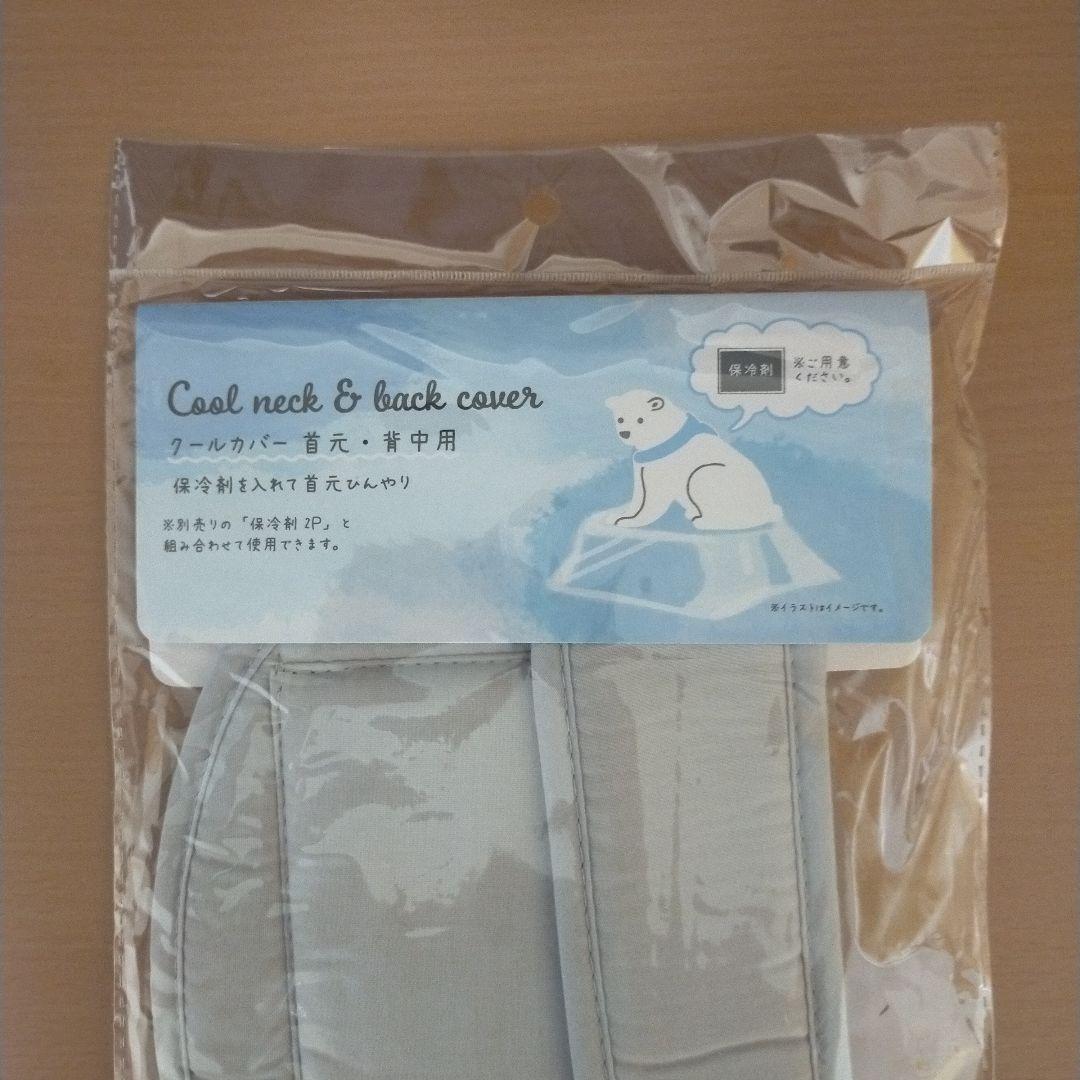 Cool neck & back cover
クールカバー 首元・背中用
保冷剤を入れて首元ひんやり
※別売りの「保冷剤2P」と
組み合わせて使用できます。
保冷剤
※ご用意
ください。
※イラストはイメージです。